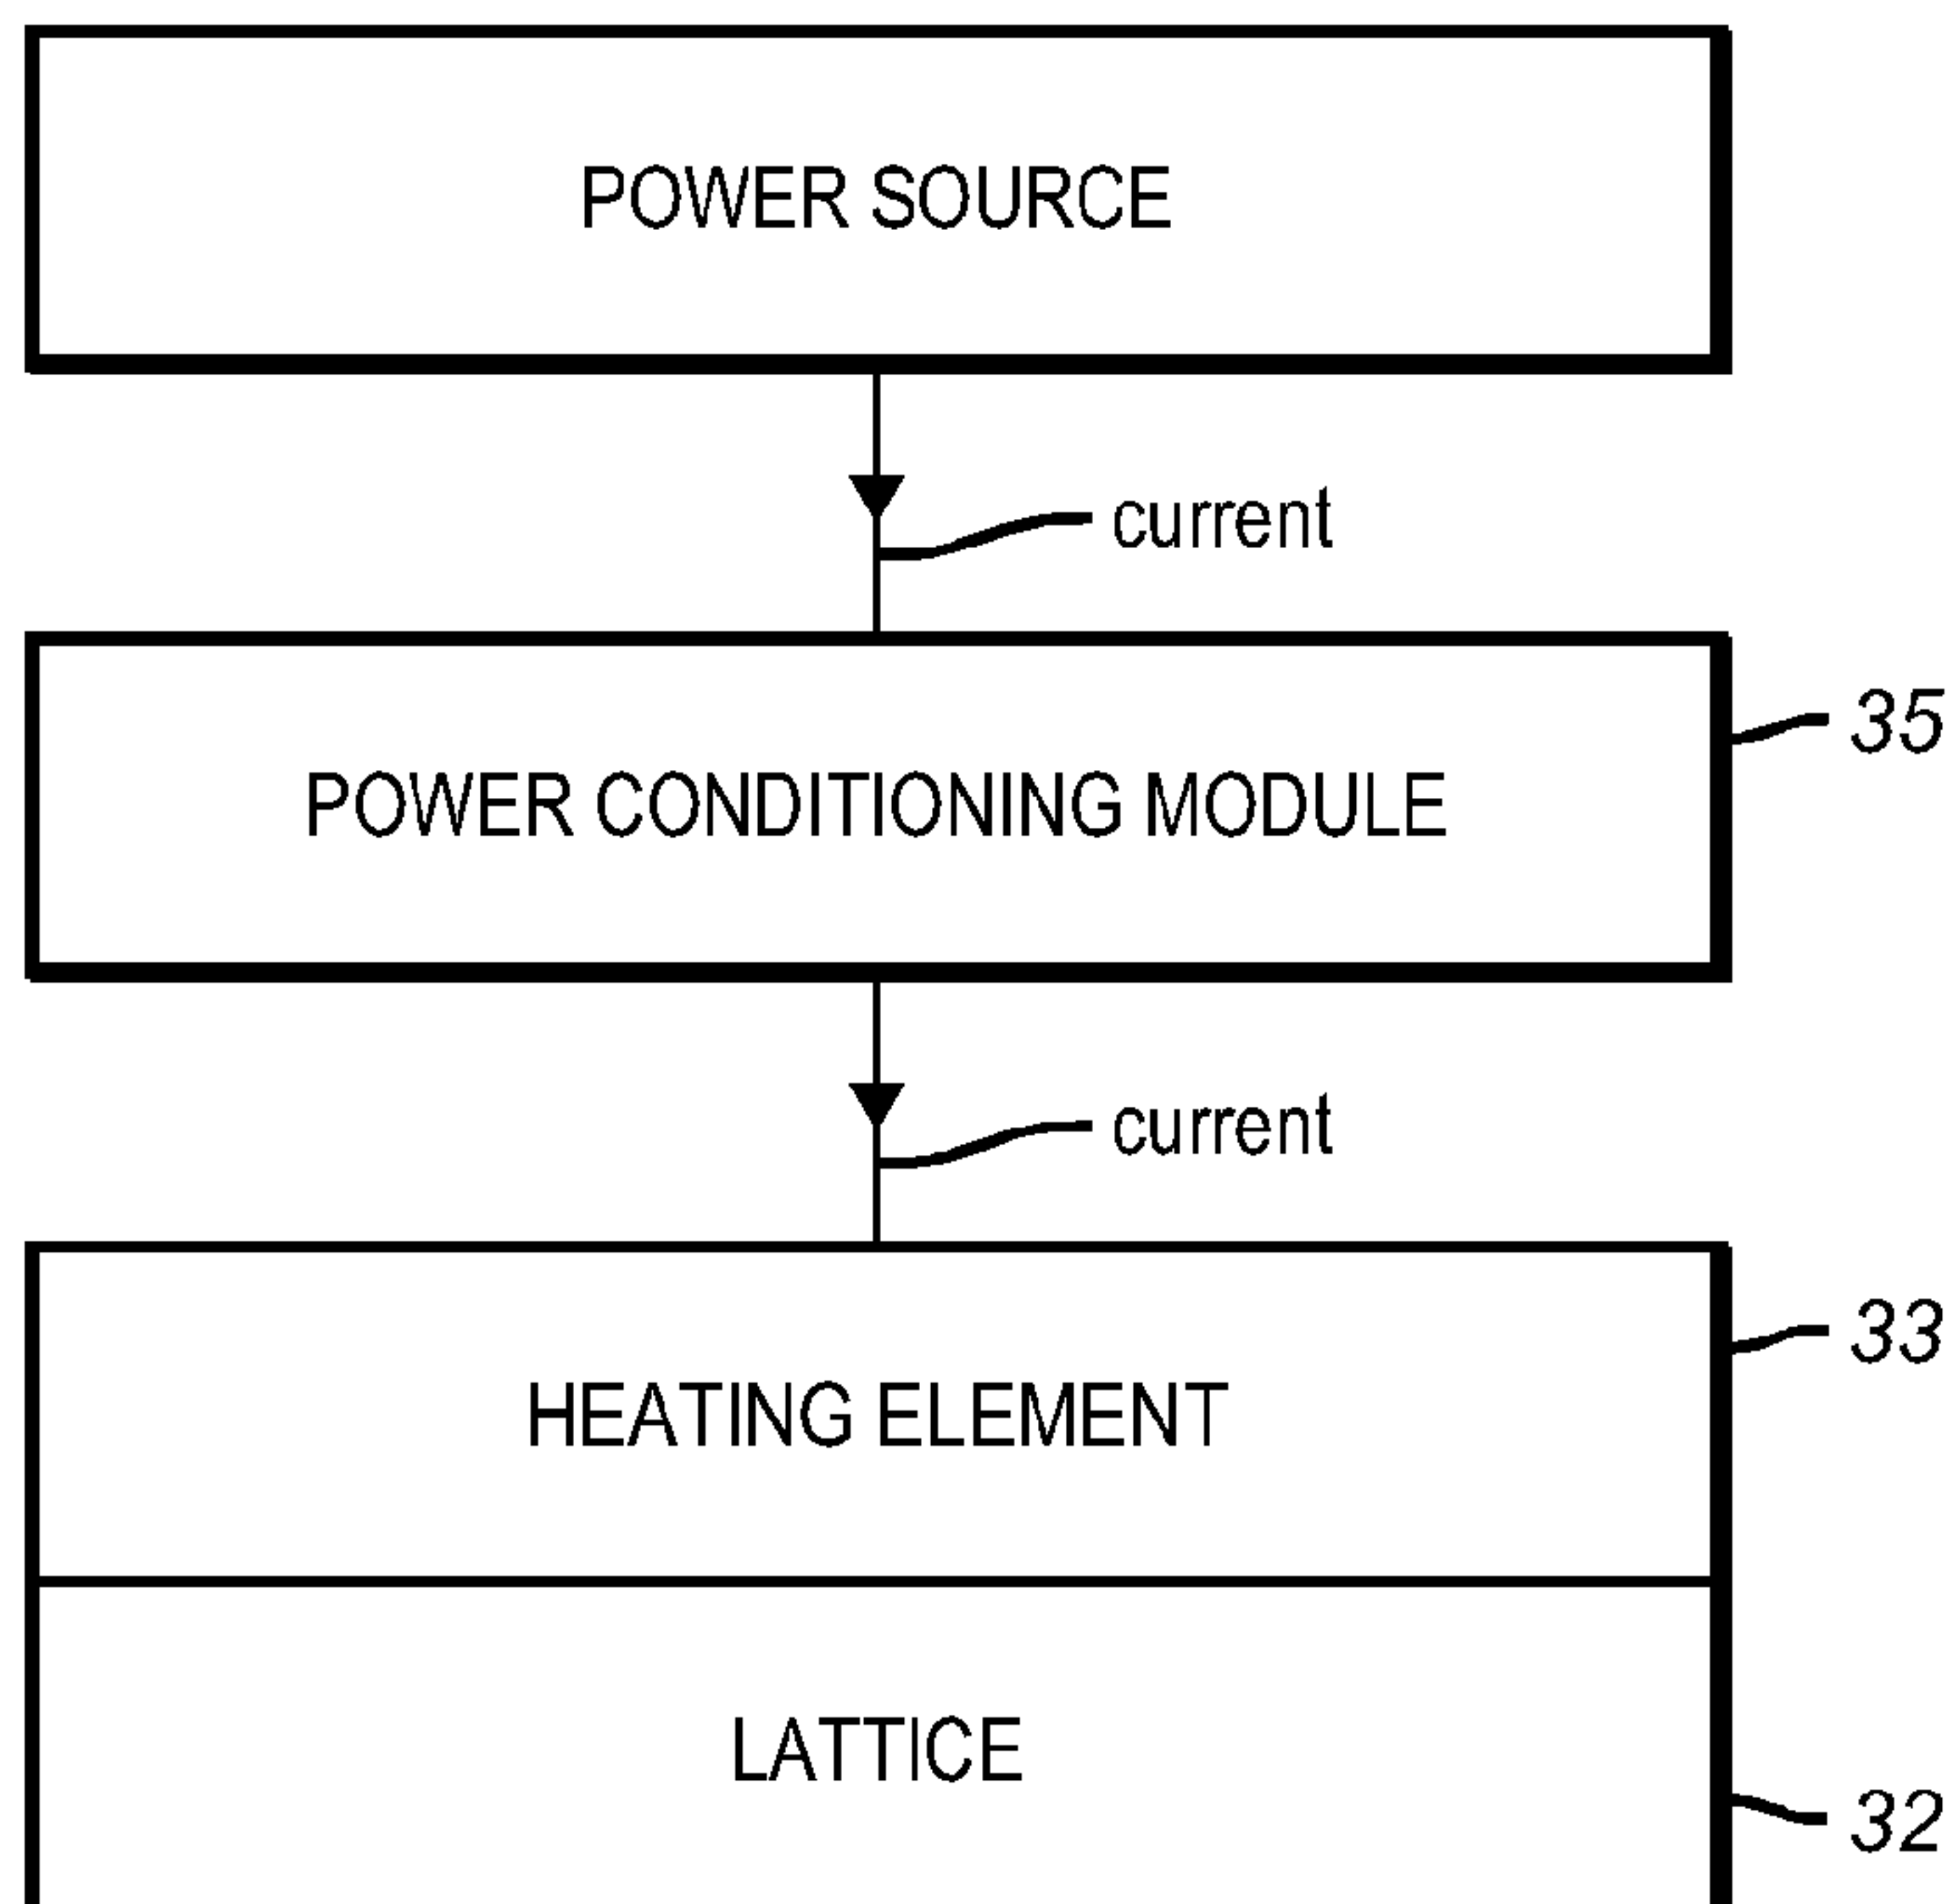 POWER SOURCE
current
35
POWER CONDITIONING MODULE
current
33
HEATING ELEMENT
LATTICE
32